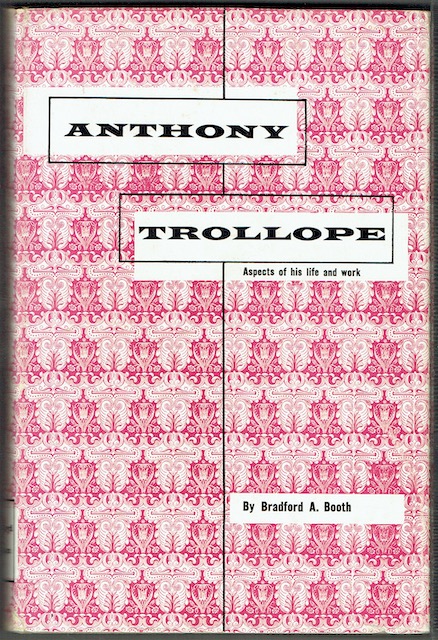 ANTHONY
TROLLOPE
Aspects of his life and work
By Bradford A. Booth